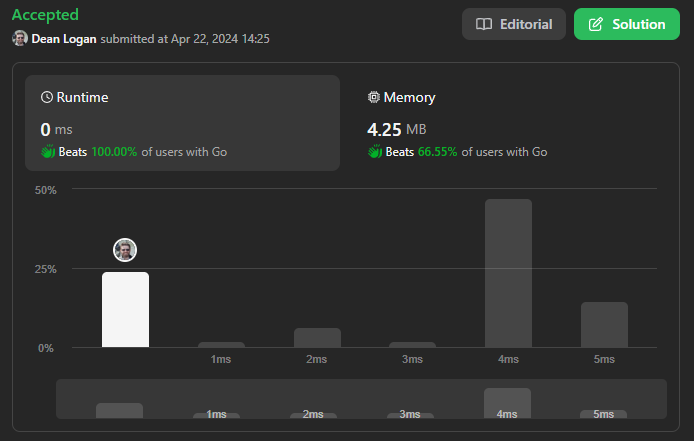 Accepted
Dean Logan submitted at Apr 22, 2024 14:25
Editorial
Solution
Runtime
0 ms
Beats 100.00% of users with Go
Memory
4.25 MB
Beats 66.55% of users with Go
50%
25%
0%
1ms 2ms 3ms 4ms 5ms
1ms 2ms 3ms 4ms 5ms